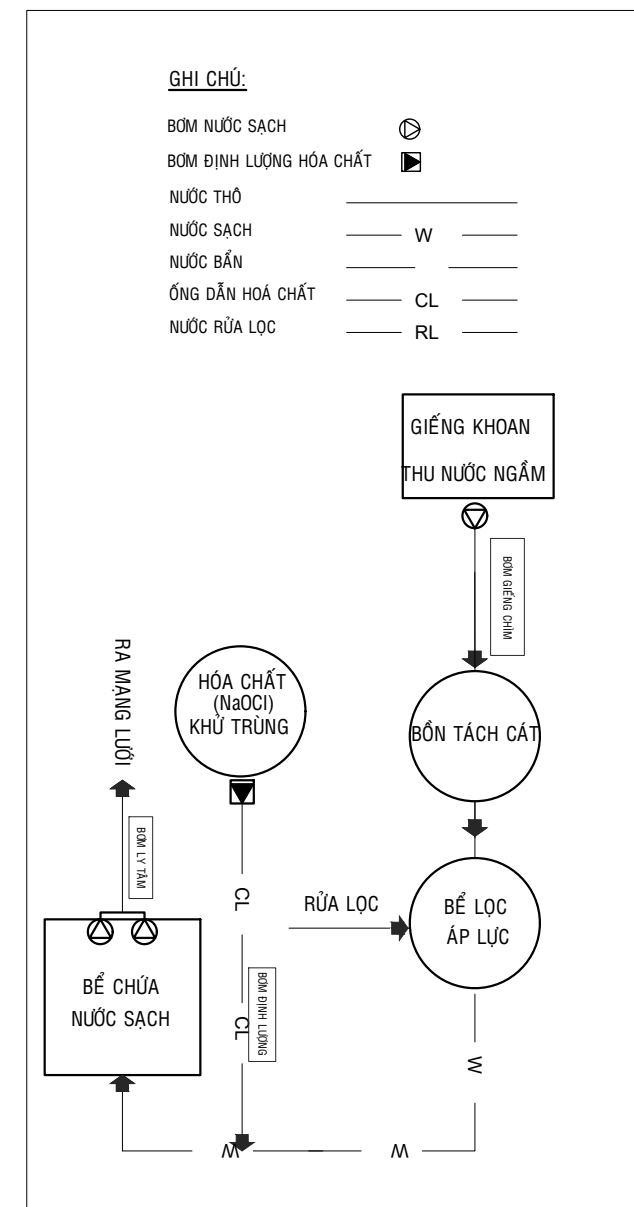 GHI CHÚ:
BƠM NƯỚC SẠCH
BƠM ĐỊNH LƯỢNG HÓA CHẤT
NƯỚC THÔ
NƯỚC SẠCH W
NƯỚC BẨN
ỐNG DẪN HOÁ CHẤT CL
NƯỚC RỬA LỌC RL
GIẾNG KHOAN
THU NƯỚC NGẦM
BƠM GIẾNG CHÌM
RA MẠNG LƯỚI
HÓA CHẤT
(NaOCl)
KHỬ TRÙNG
BỒN TÁCH CÁT
BƠM LY TÂM
CL
RỬA LỌC
BỂ LỌC
ÁP LỰC
BỂ CHỨA
NƯỚC SẠCH
CL
BƠM ĐỊNH LƯỢNG
W
W
W